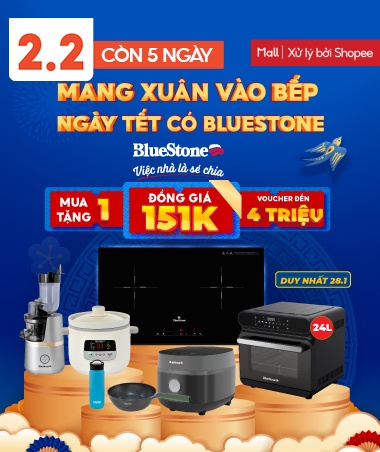 2.2
CÒN 5 NGÀY
Mall | Xử lý bởi Shopee
MANG XUÂN VÀO BẾP
NGÀY TẾT CÓ BLUESTONE
BlueStone
Việc nhà là sẻ chia
MUA 1
TẶNG 1
ĐỒNG GIÁ
151K
VOUCHER ĐẾN
4 TRIỆU
DUY NHẤT 28.1
24L